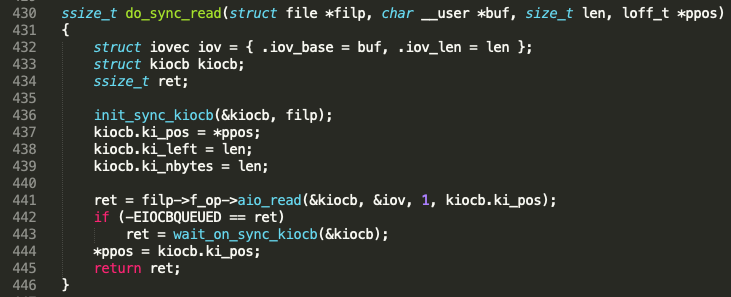 430 ssize_t do_sync_read(struct file *filp, char __user *buf, size_t len, loff_t *ppos)
431 {
432     struct iovec iov = { .iov_base = buf, .iov_len = len };
433     struct kiocb kiocb;
434     ssize_t ret;
435
436     init_sync_kiocb(&kiocb, filp);
437     kiocb.ki_pos = *ppos;
438     kiocb.ki_left = len;
439     kiocb.ki_nbytes = len;
440
441     ret = filp->f_op->aio_read(&kiocb, &iov, 1, kiocb.ki_pos);
442     if (-EIOCBQUEUED == ret)
443         ret = wait_on_sync_kiocb(&kiocb);
444     *ppos = kiocb.ki_pos;
445     return ret;
446 }